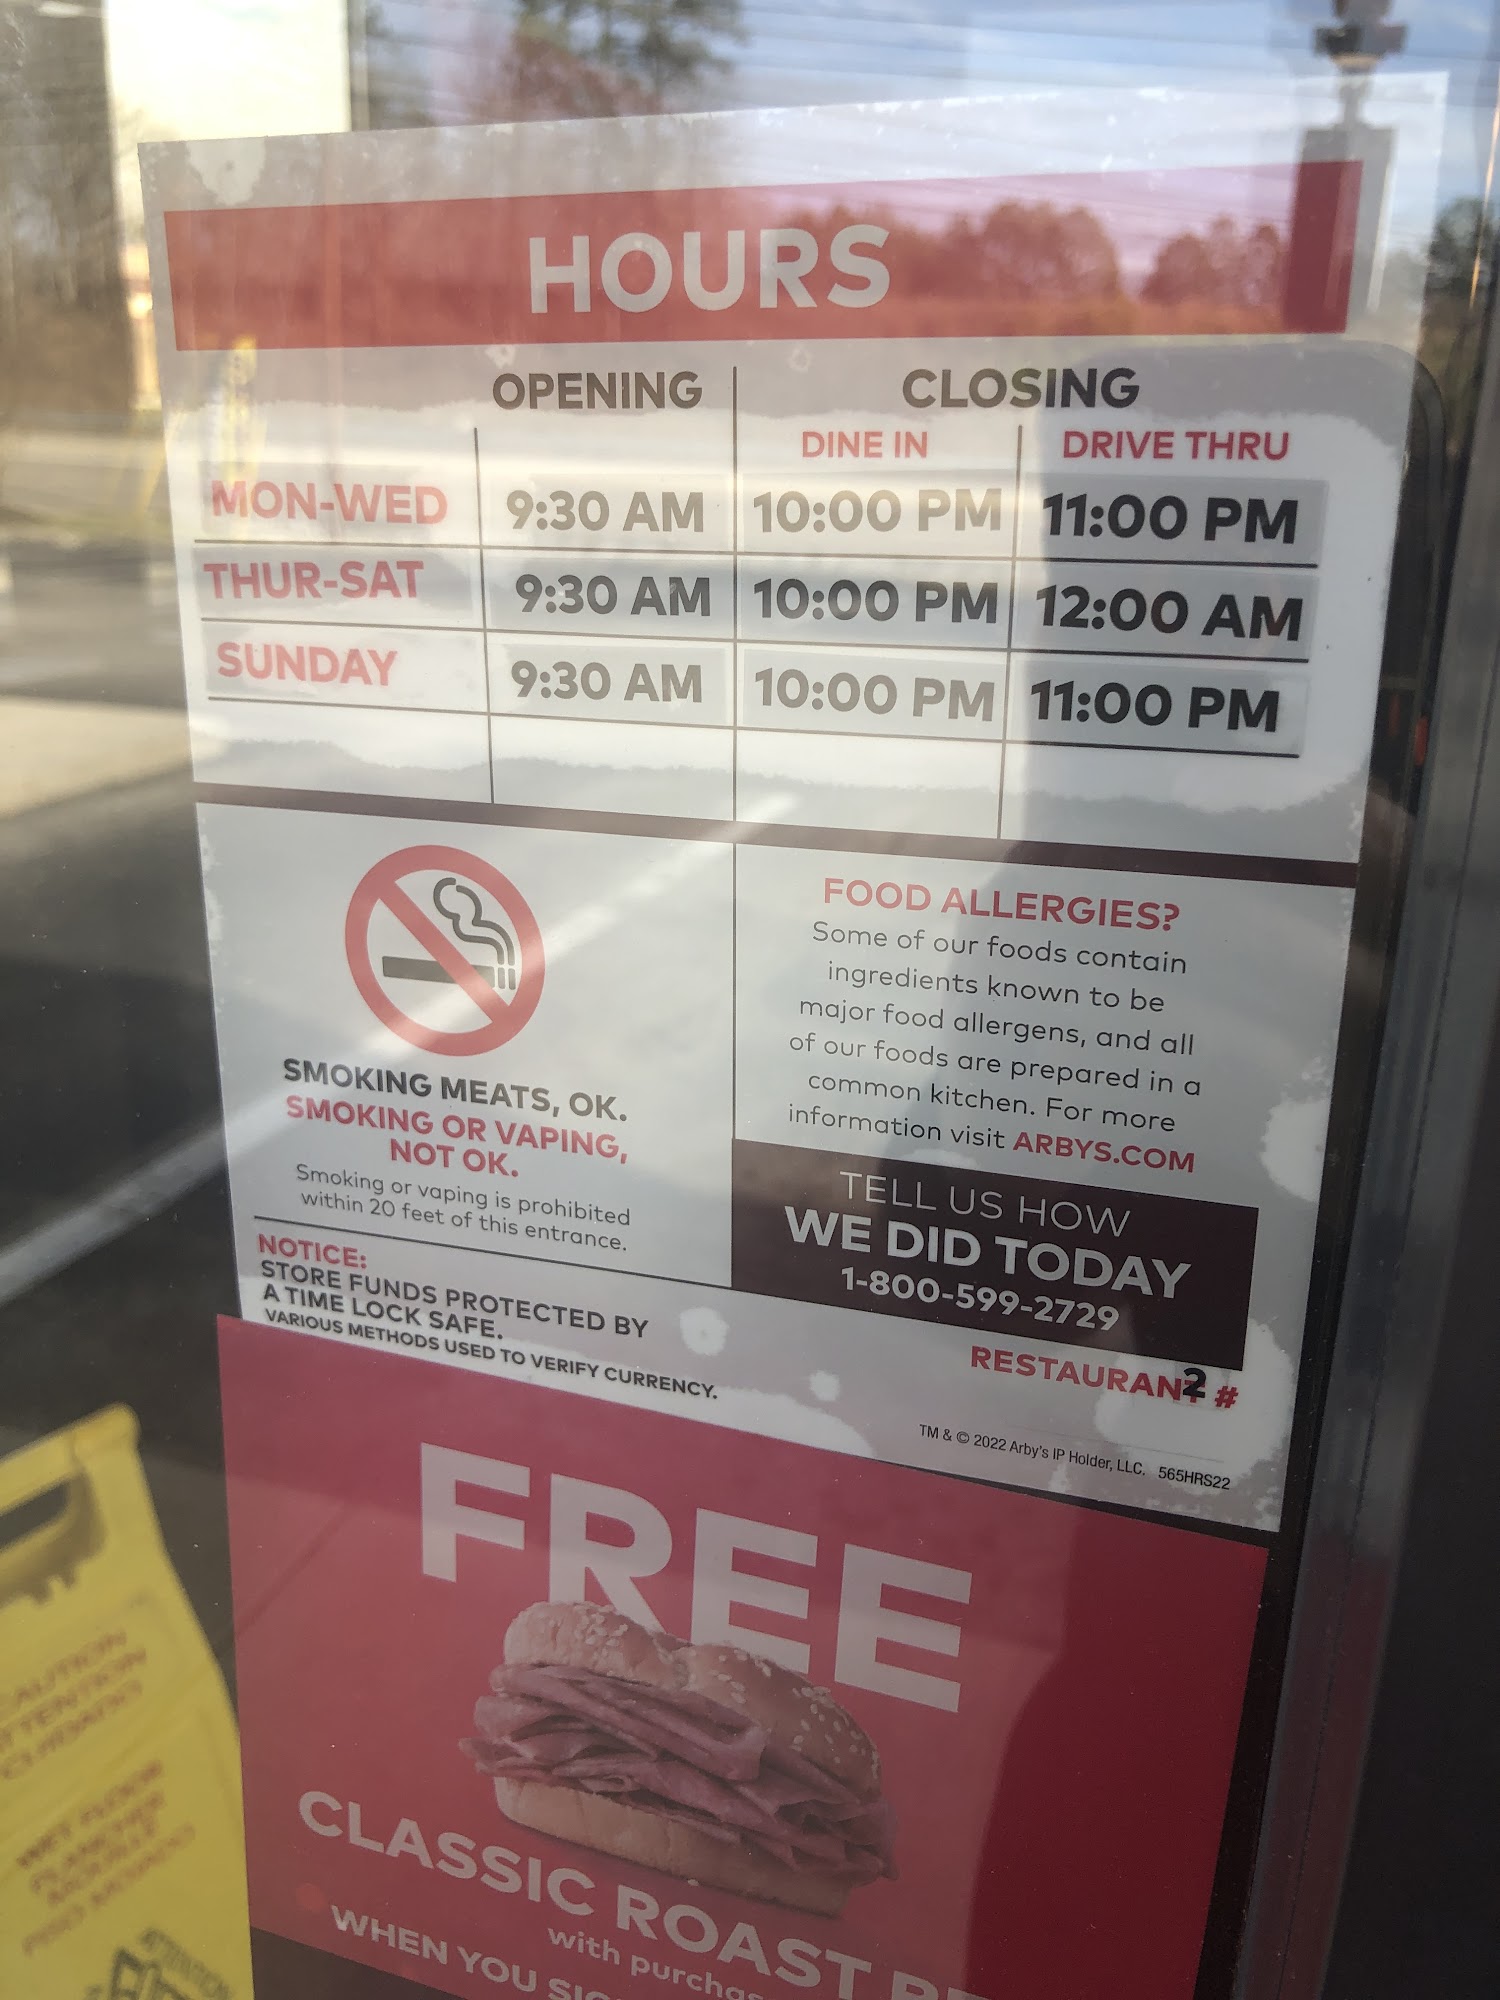 HOURS
OPENING CLOSING
DINE IN DRIVE THRU
MON-WED 9:30 AM 10:00 PM 11:00 PM
THUR-SAT 9:30 AM 10:00 PM 12:00 AM
SUNDAY 9:30 AM 10:00 PM 11:00 PM
SMOKING MEATS, OK.
SMOKING OR VAPING,
NOT OK.
Smoking or vaping is prohibited
within 20 feet of this entrance.
NOTICE:
STORE FUNDS PROTECTED BY
A TIME LOCK SAFE.
VARIOUS METHODS USED TO VERIFY CURRENCY.
FOOD ALLERGIES?
Some of our foods contain
ingredients known to be
major food allergens, and all
of our foods are prepared in a
common kitchen. For more
information visit ARBYS.COM
TELL US HOW
WE DID TODAY
1-800-599-2729
RESTAURANT 2 #
TM & © 2022 Arby's IP Holder, LLC. 565HRS22
FREE
CLASSIC ROAST
with
WHEN YOU
CAUTION
WET FLOOR
ATTENTION